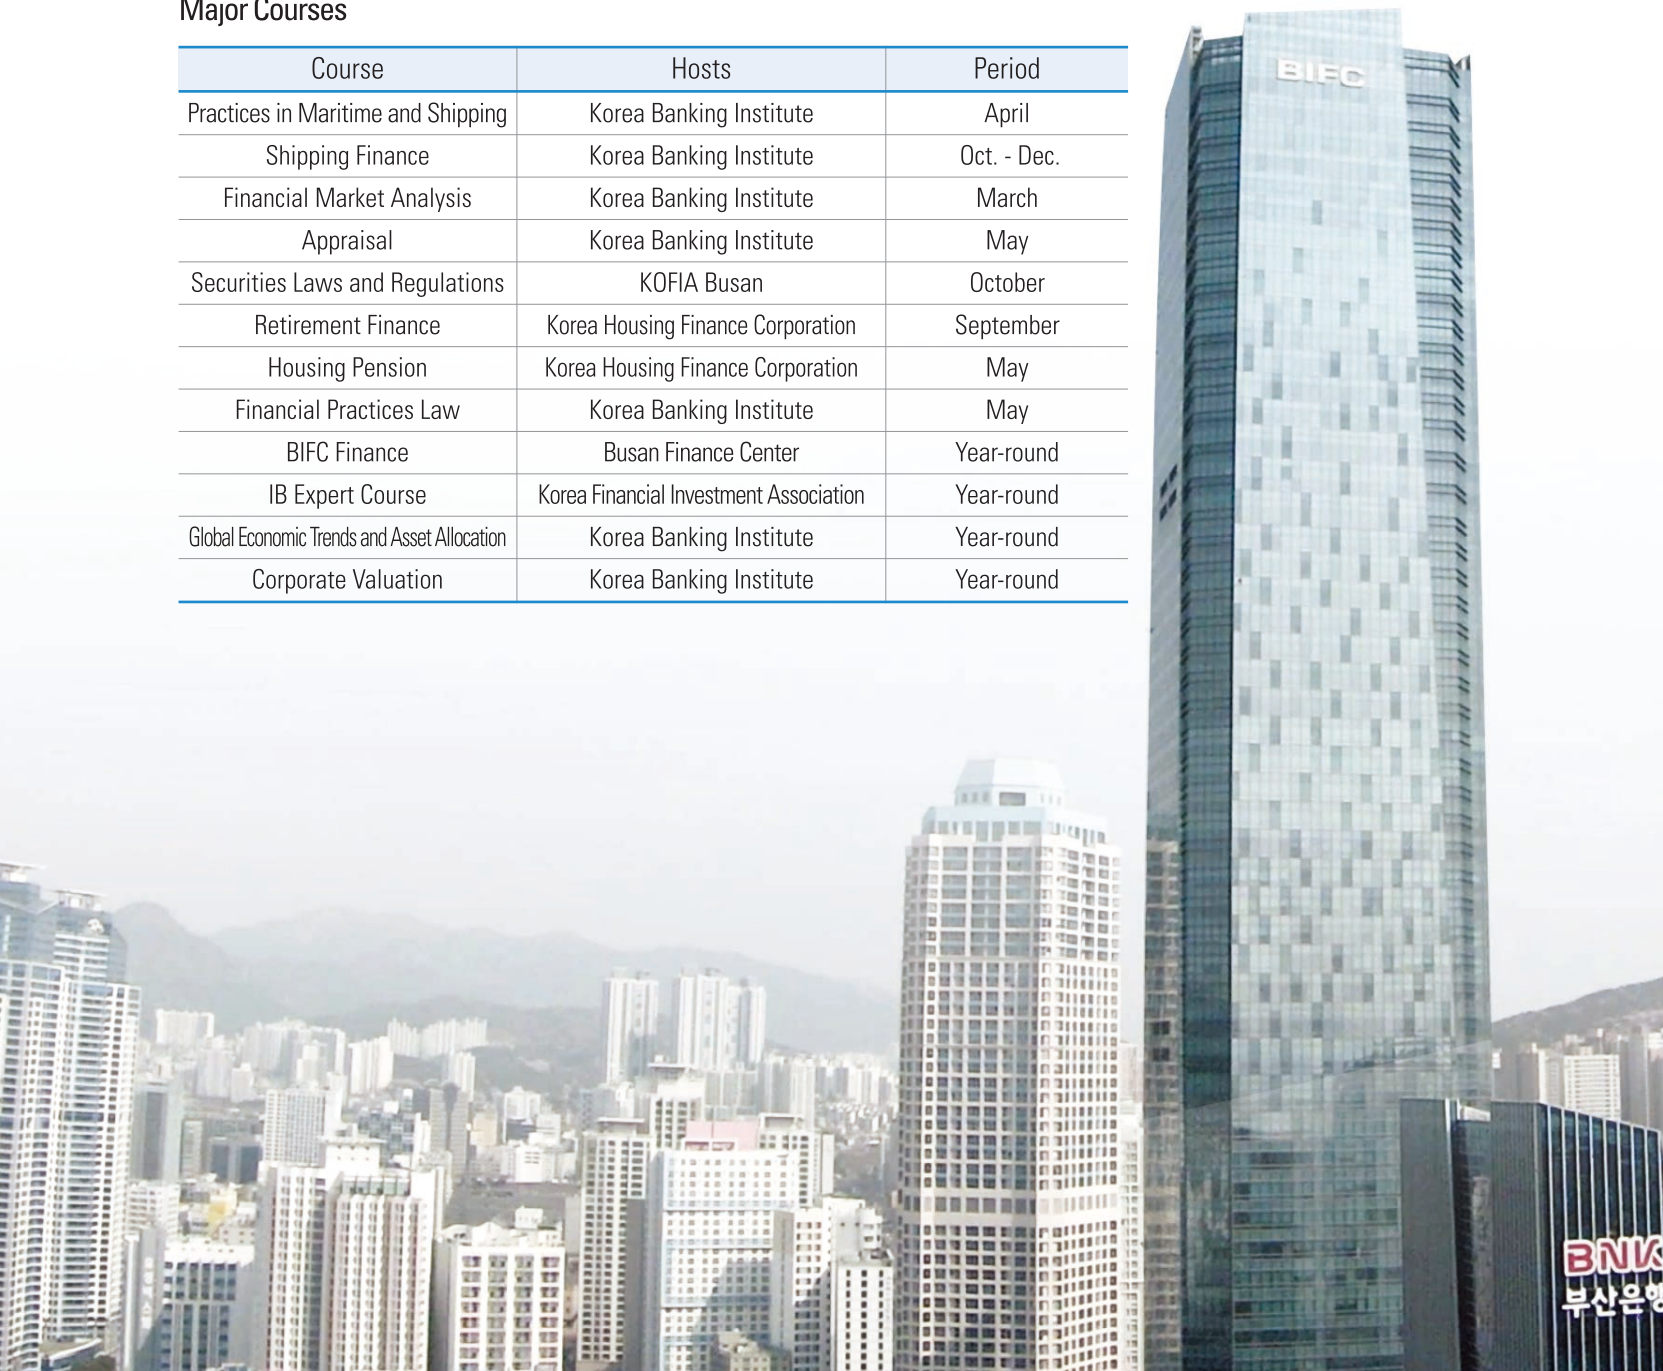 Major Courses
Course Hosts Period
Practices in Maritime and Shipping Korea Banking Institute April
Shipping Finance Korea Banking Institute Oct. - Dec.
Financial Market Analysis Korea Banking Institute March
Appraisal Korea Banking Institute May
Securities Laws and Regulations KOFIA Busan October
Retirement Finance Korea Housing Finance Corporation September
Housing Pension Korea Housing Finance Corporation May
Financial Practices Law Korea Banking Institute May
BIFC Finance Busan Finance Center Year-round
IB Expert Course Korea Financial Investment Association Year-round
Global Economic Trends and Asset Allocation Korea Banking Institute Year-round
Corporate Valuation Korea Banking Institute Year-round
BIFC
BNK
부산은행